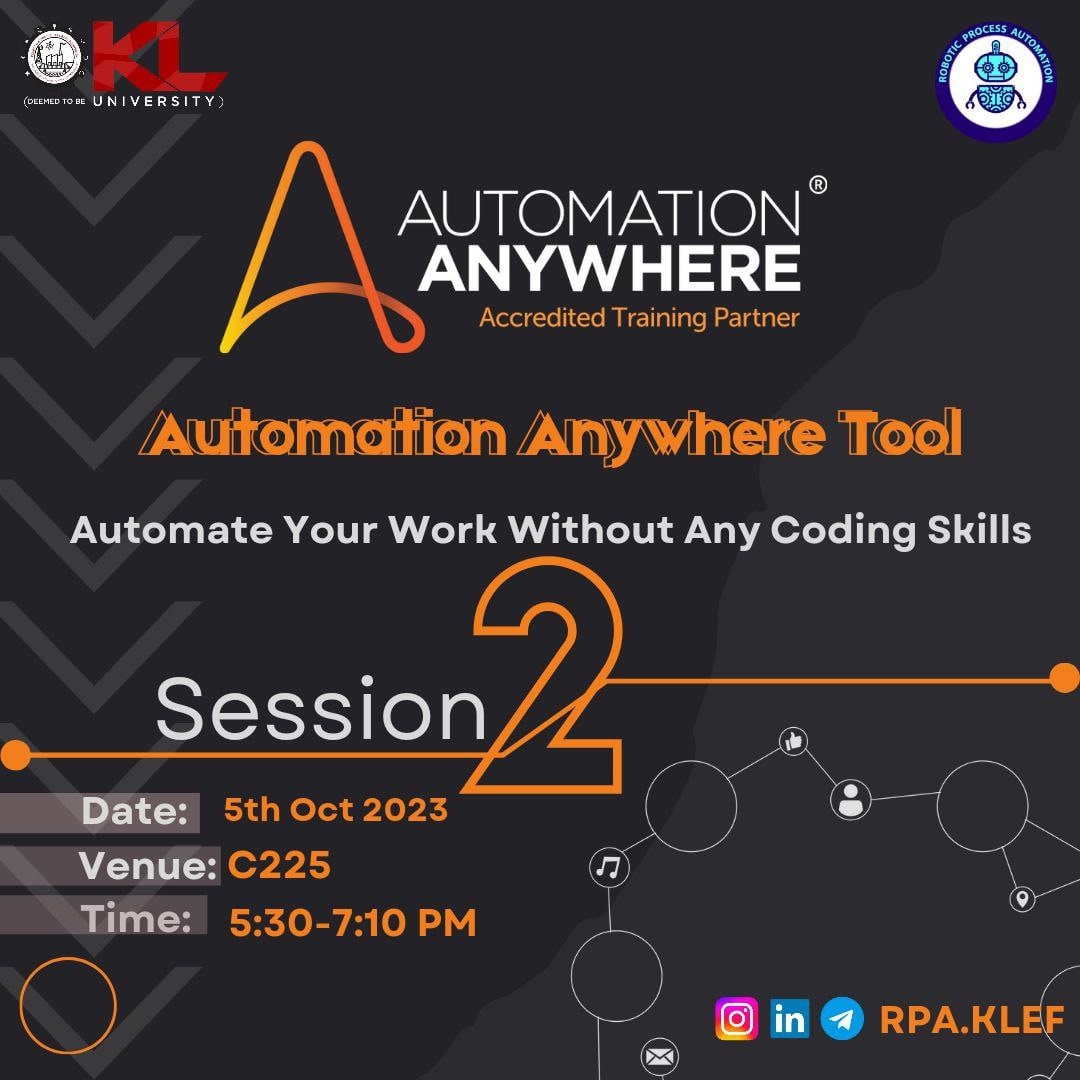 KL
(DEEMED TO BE UNIVERSITY)
ROBOTIC PROCESS AUTOMATION
AUTOMATION ®
ANYWHERE
Accredited Training Partner
Automation Anywhere Tool
Automate Your Work Without Any Coding Skills
Session 2
Date: 5th Oct 2023
Venue: C225
Time: 5:30-7:10 PM
in RPA.KLEF